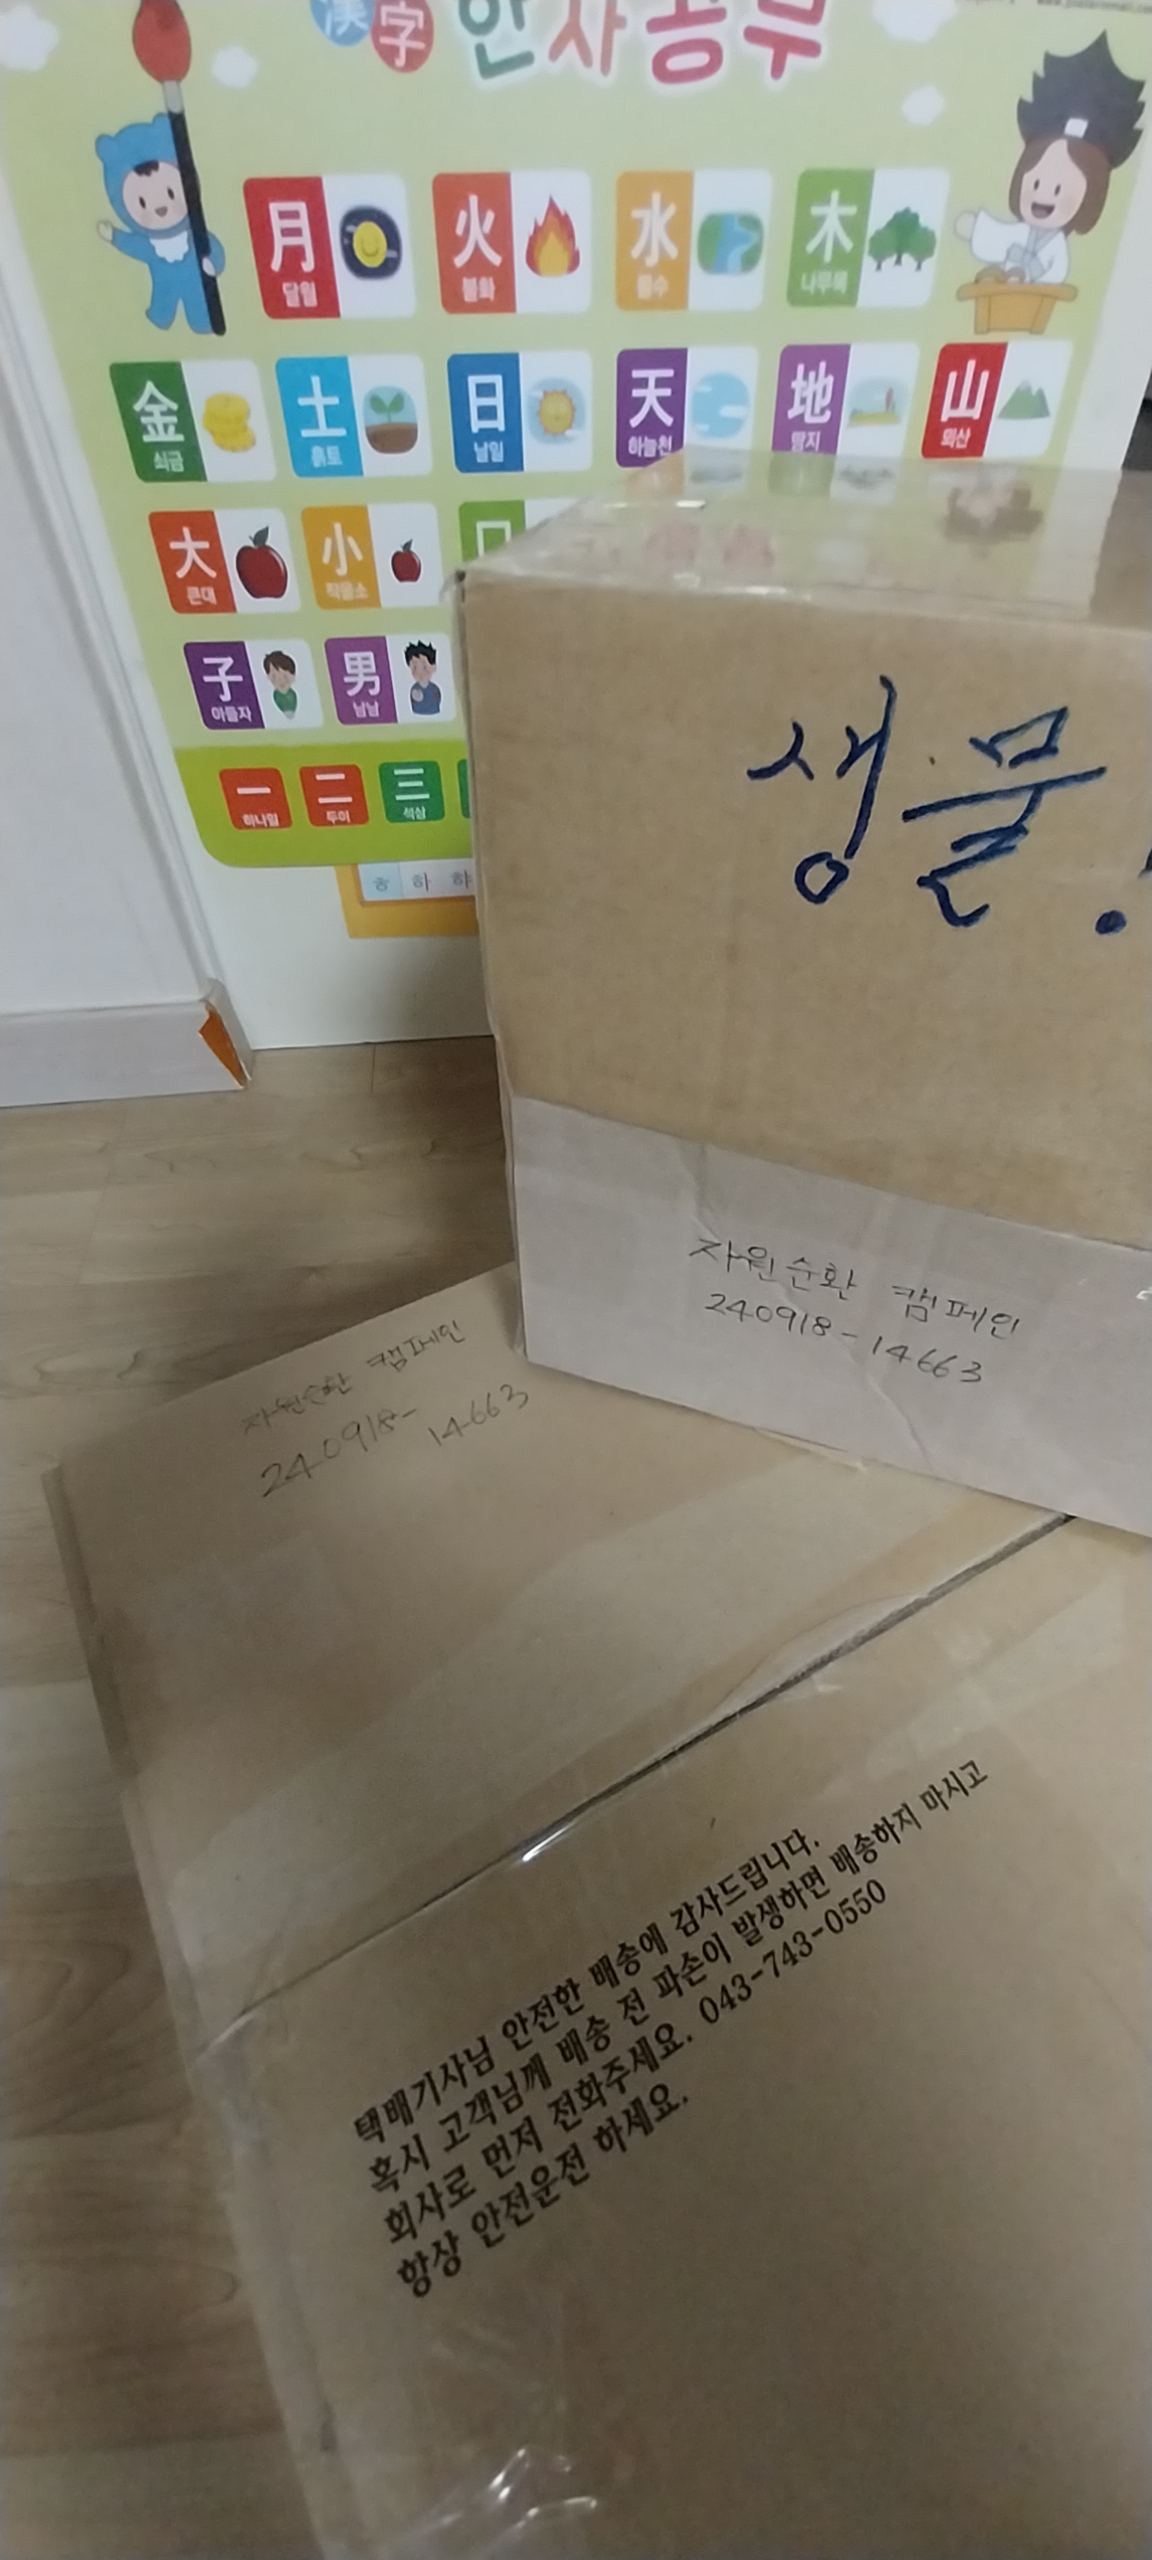 漢字 한자공부
月 달월
火 불화
水 물수
木 나무목
金 쇠금
土 흙토
日 날일
天 하늘천
地 땅지
山 뫼산
大 큰대
小 작을소
子 아들자
男 남남
一 하나일
二 두이
三 석삼
ㅎ 하 햐
생물!
자원순환 캠페인
240918-14663
자원순환 캠페인
240918-
14663
택배기사님 안전한 배송에 감사드립니다.
혹시 고객님께 배송 전 파손이 발생하면 배송하지 마시고
회사로 먼저 전화주세요. 043-743-0550
항상 안전운전 하세요.